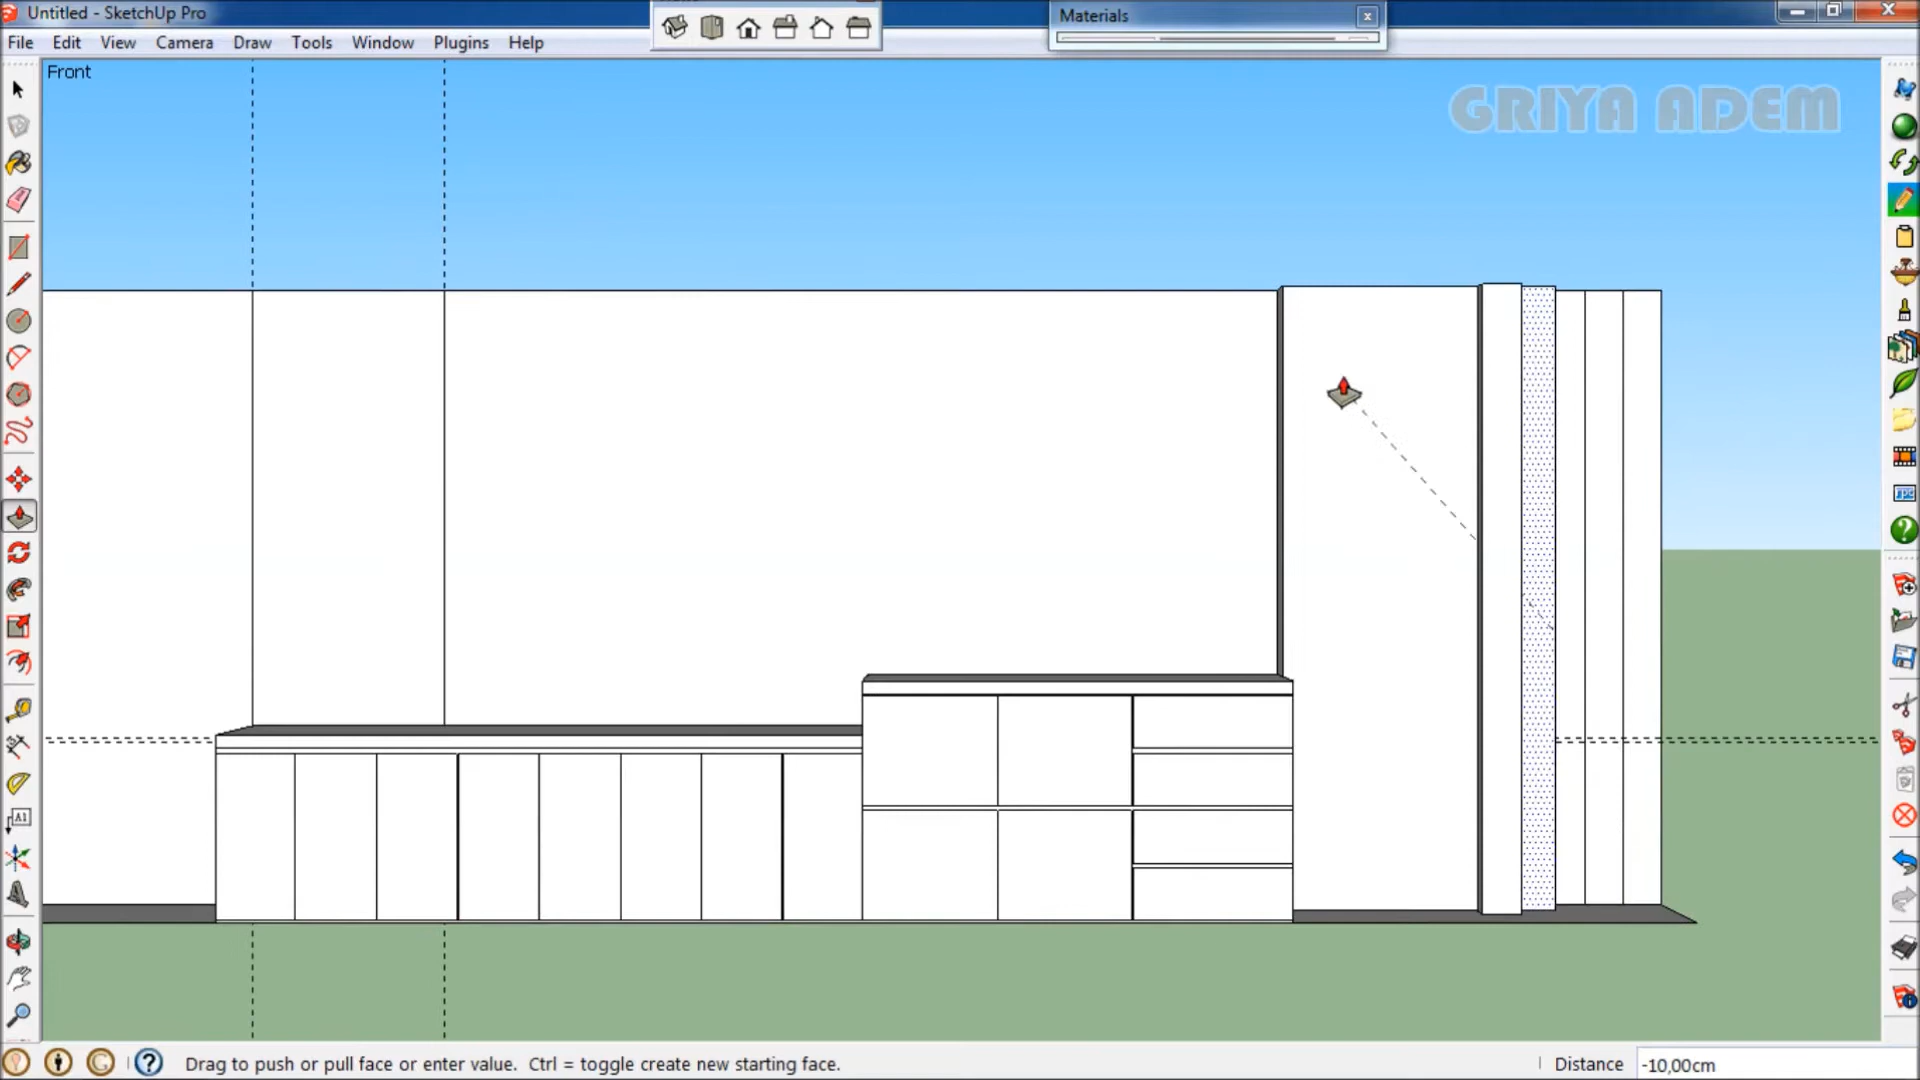 Untitled - SketchUp Pro
Materials
File Edit View Camera Draw Tools Window Plugins Help
Front
GRIYA ADEM
A1
Drag to push or pull face or enter value. Ctrl = toggle create new starting face.
Distance -10,00cm